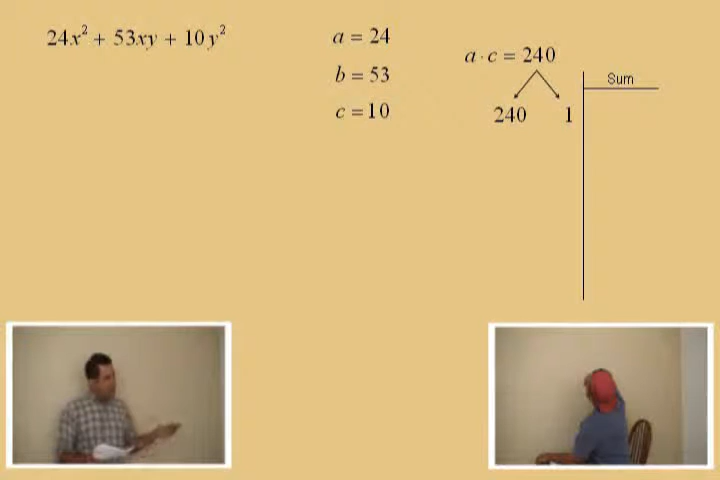 24x² + 53xy + 10y²
a = 24
b = 53
c = 10
a · c = 240
240 1
Sum